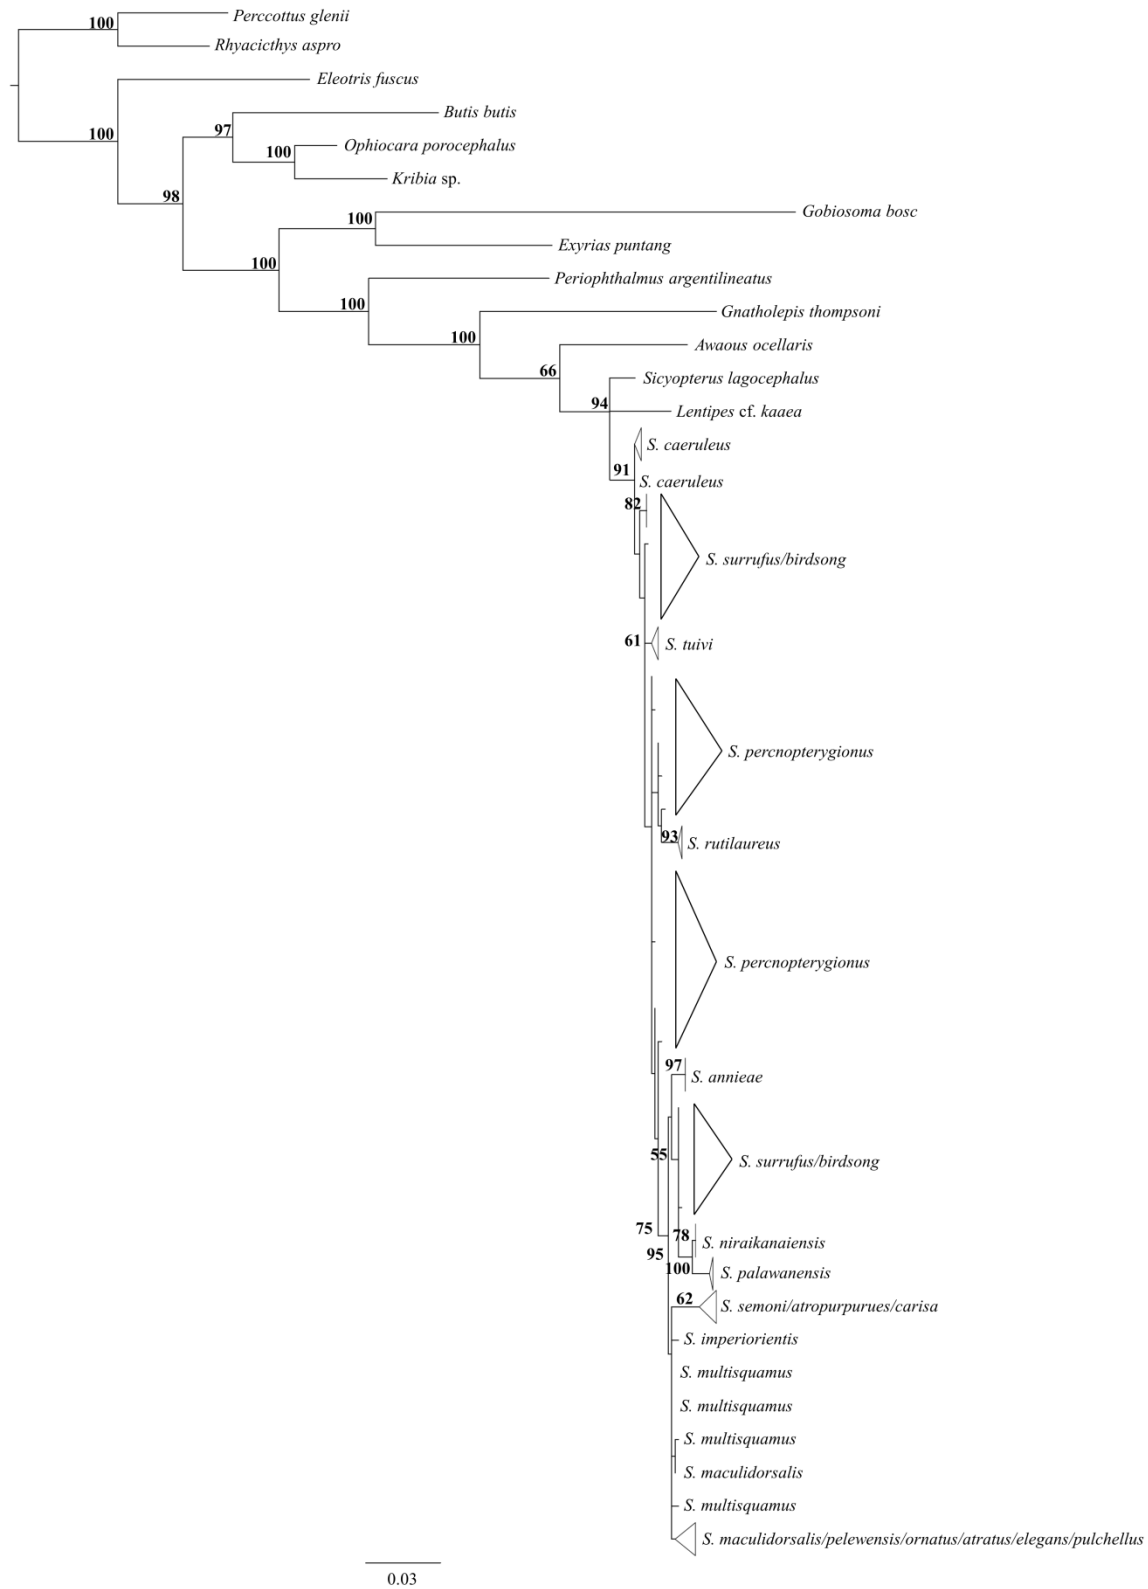 100
Perccottus glenii
Rhyacicthys aspro
Eleotris fuscus
100
Butis butis
97
Ophiocara porocephalus
100
Kribia sp.
98
Gobiosoma bosc
100
Exyrias puntang
100
Periophthalmus argentilineatus
100
Gnatholepis thompsoni
100
Awaous ocellaris
66
Sicyopterus lagocephalus
94
Lentipes cf. kaaea
S. caeruleus
91
S. caeruleus
82
S. surrufus/birdsong
61
S. tuivi
S. percnopterygionus
93
S. rutilaureus
S. percnopterygionus
97
S. annieae
55
S. surrufus/birdsong
75
78
S. niraikanaiensis
95
100
S. palawanensis
62
S. semoni/atropurpurues/carisa
S. imperiorientis
S. multisquamus
S. multisquamus
S. multisquamus
S. maculidorsalis
S. multisquamus
S. maculidorsalis/pelewensis/ornatus/atratus/elegans/pulchellus
0.03